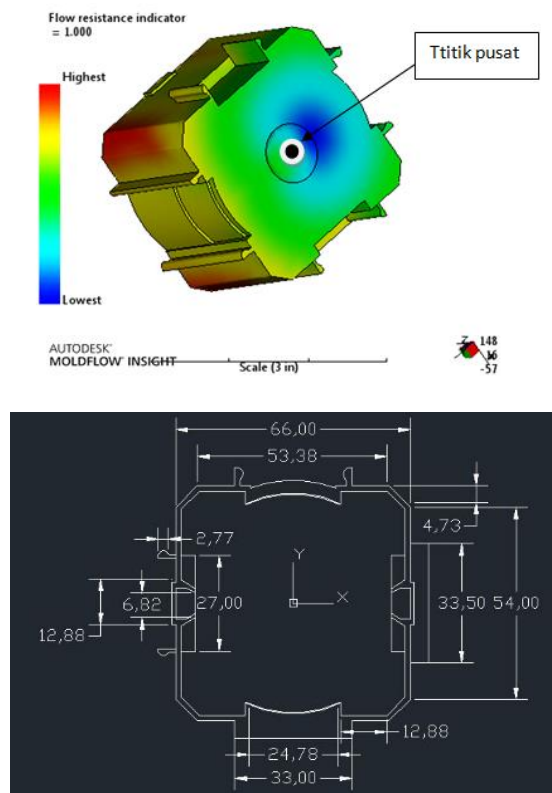 Flow resistance indicator
= 1.000
Highest
Ttitik pusat
Lowest
AUTODESK®
MOLDFLOW® INSIGHT
Scale (3 in)
148
-57
66,00
53,38
4,73
2,77
Y
X
6,82
27,00
33,50
54,00
12,88
12,88
24,78
33,00